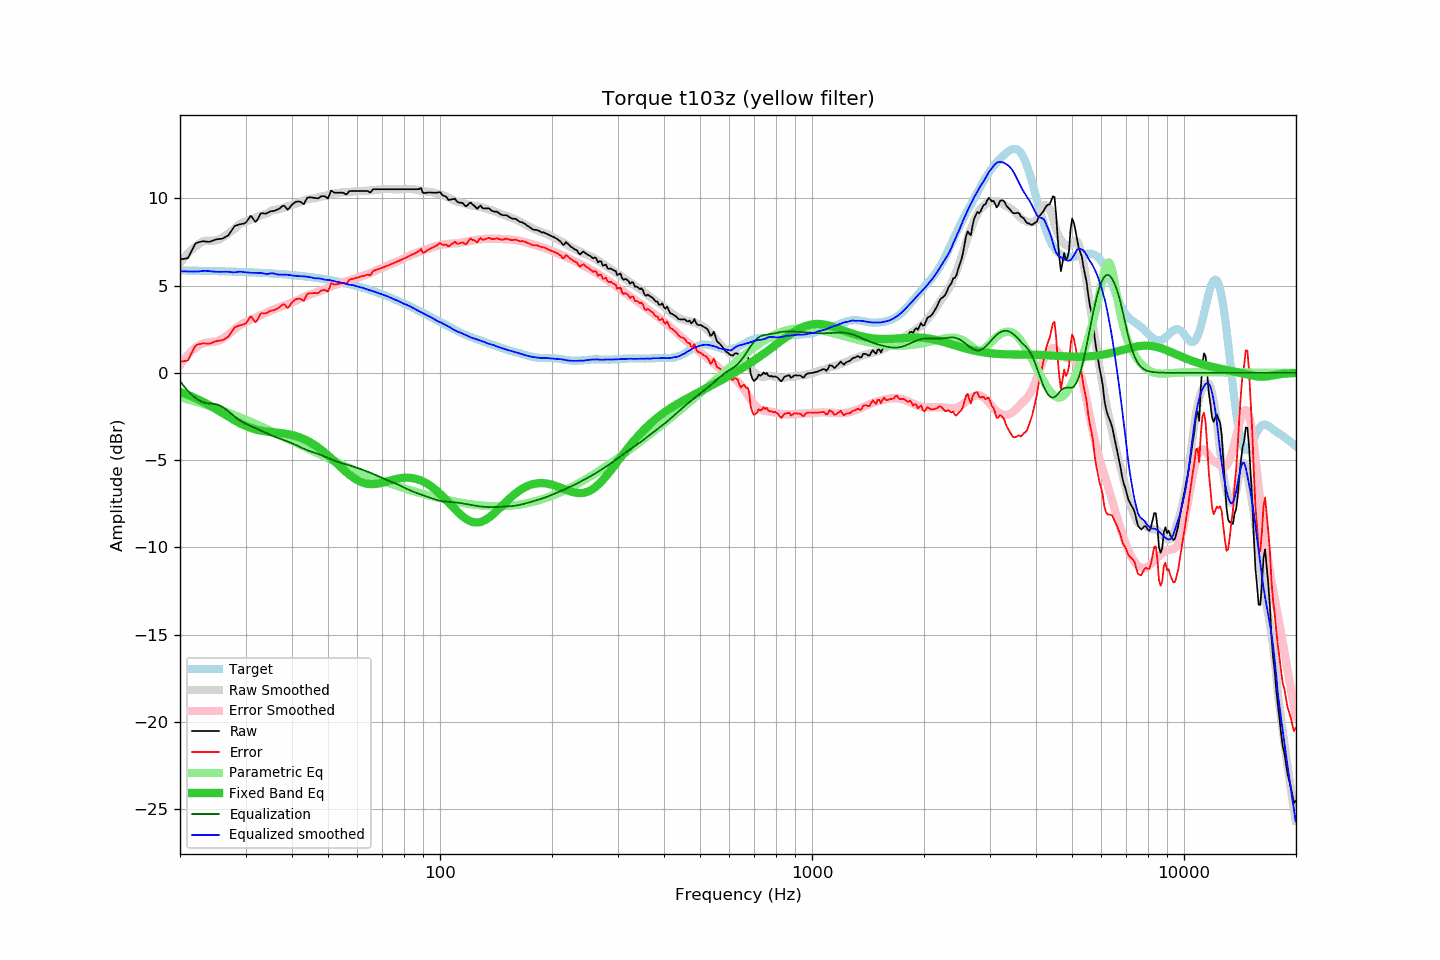 Torque t103z (yellow filter)
Amplitude (dBr)
10
5
0
−5
−10
−15
−20
−25
Target
Raw Smoothed
Error Smoothed
Raw
Error
Parametric Eq
Fixed Band Eq
Equalization
Equalized smoothed
100
1000
10000
Frequency (Hz)